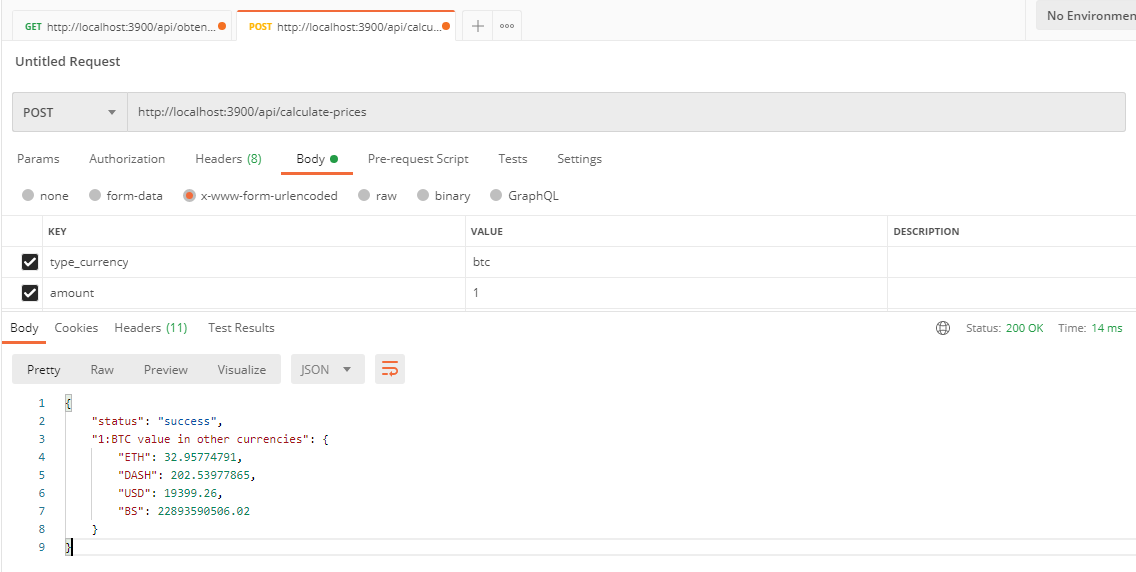 GET http://localhost:3900/api/obten... POST http://localhost:3900/api/calcu... No Environmen
Untitled Request
POST http://localhost:3900/api/calculate-prices
Params Authorization Headers (8) Body Pre-request Script Tests Settings
none form-data x-www-form-urlencoded raw binary GraphQL
KEY VALUE DESCRIPTION
type_currency btc
amount 1
Body Cookies Headers (11) Test Results Status: 200 OK Time: 14 ms
Pretty Raw Preview Visualize JSON
1 {
2 "status": "success",
3 "1:BTC value in other currencies": {
4 "ETH": 32.95774791,
5 "DASH": 202.53977865,
6 "USD": 19399.26,
7 "BS": 22893590506.02
8 }
9 }